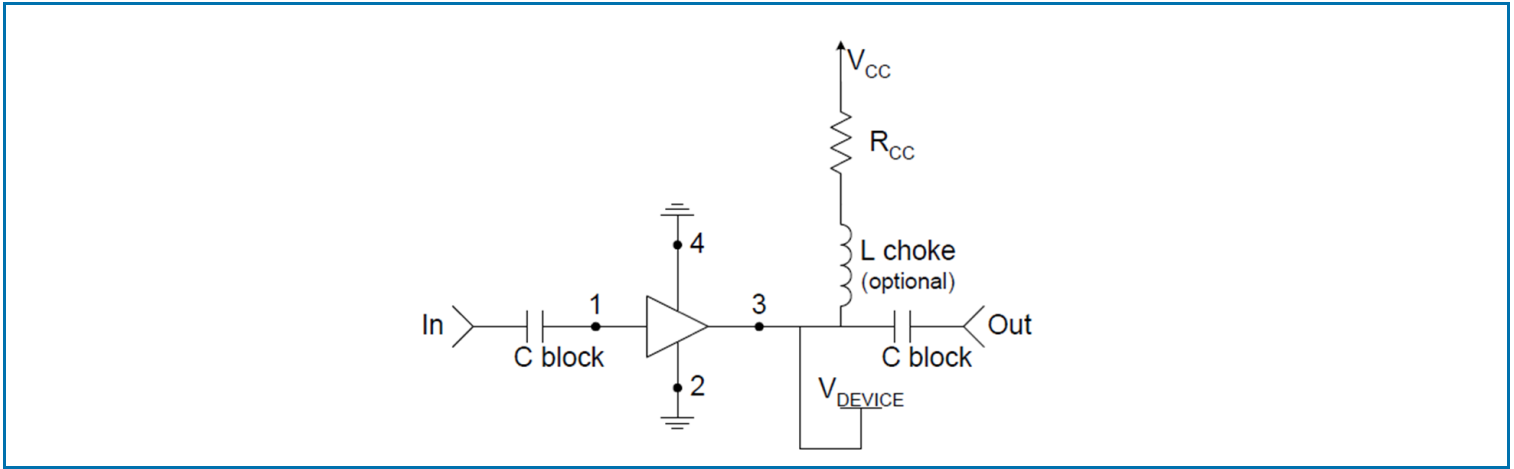 VCC
RCC
4
L choke
(optional)
1
3
In
Out
C block
C block
2
VDEVICE